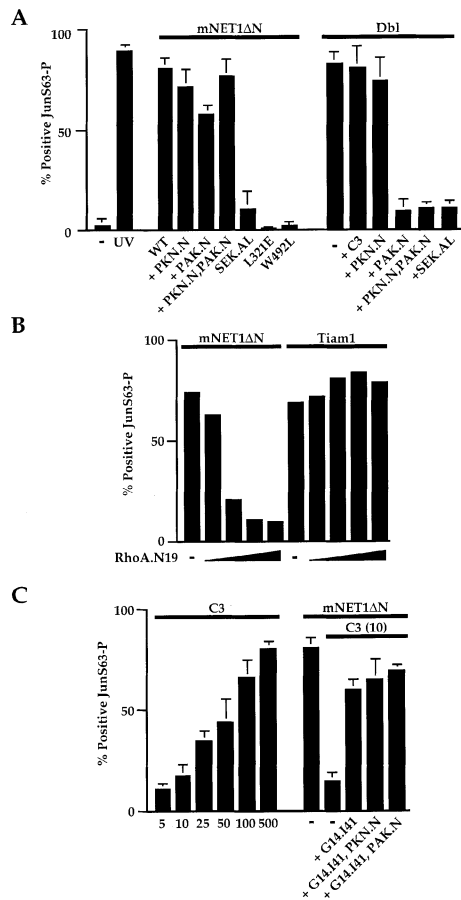 A
mNET1ΔN
Dbl
100
50
0
% Positive JunS63-P
-
UV
WT
+ PKN.N
+ PAK.N
+ PKN.N,PAK.N
SEK.AL
L321E
W492L
-
+ C3
+ PKN.N
+ PAK.N
+ PKN.N,PAK.N
+SEK.AL
B
mNET1ΔN
Tiam1
100
50
0
% Positive JunS63-P
RhoA.N19
-
-
C
C3
mNET1ΔN
C3 (10)
100
50
0
% Positive JunS63-P
5 10 25 50 100 500
-
-
+ G14.I41
+ G14.I41, PKN.N
+ G14.I41, PAK.N